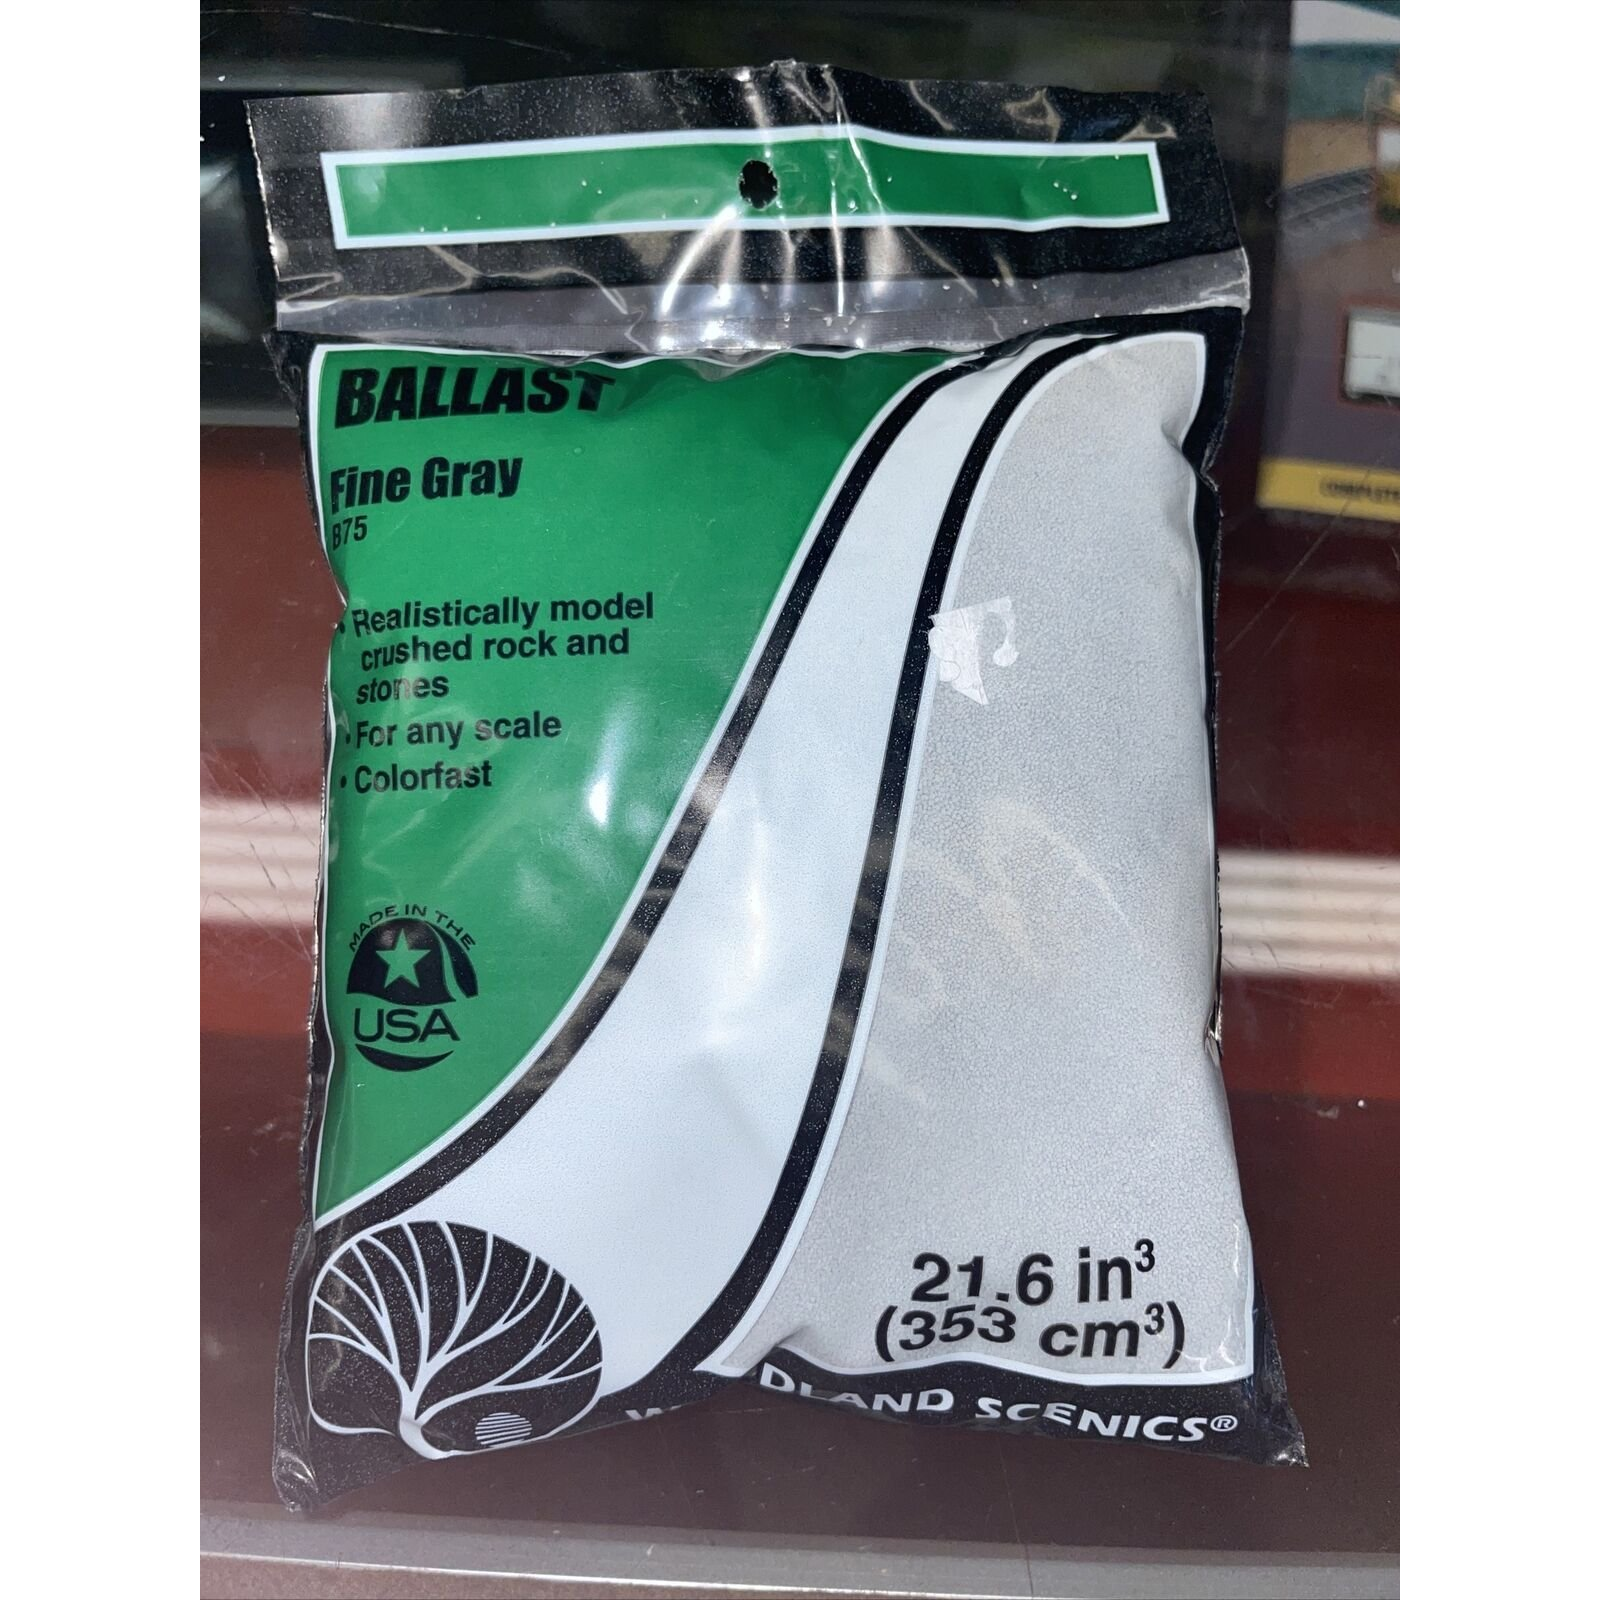 BALLAST
Fine Gray
B75
• Realistically model
crushed rock and
stones
• For any scale
• Colorfast
MADE IN THE
USA
21.6 in³
(353 cm³)
DLAND SCENICS®
COMPLETE